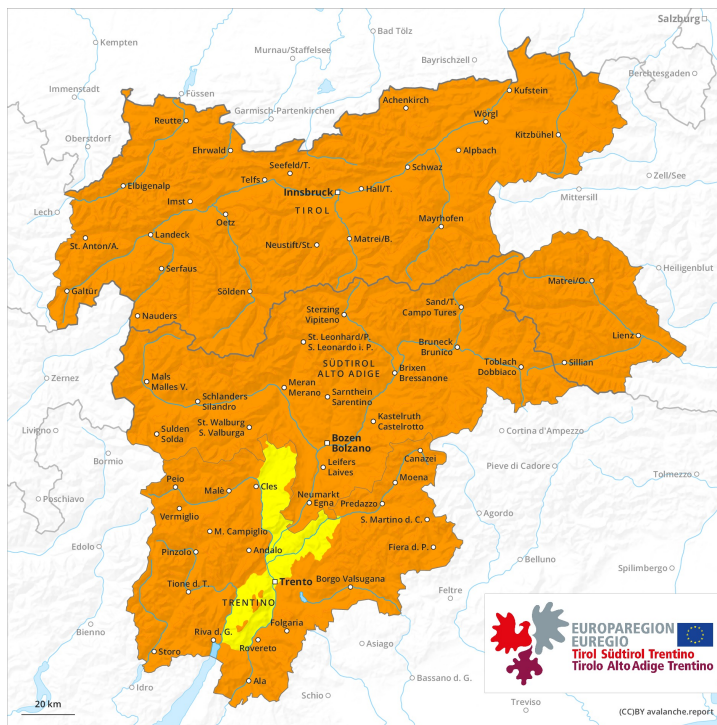 Salzburg
Bad Tölz
Kempten
Murnau/Staffelsee
Bayrischzell
Berchtesgaden
Immenstadt
Füssen
Kufstein
Achenkirch
Garmisch-Partenkirchen
Reutte
Wörgl
Oberstdorf
Kitzbühel
Ehrwald
Alpbach
Seefeld/T.
Schwaz
Zell/See
Telfs
Elbigenalp
Innsbruck
Hall/T.
Mittersill
Imst
Lech
TIROL
Oetz
Mayrhofen
Landeck
Matrei/B.
St. Anton/A.
Neustift/St.
Serfaus
Heiligenblut
Matrei/O.
Galtür
Sölden
Sand/T.
Campo Tures
Nauders
Sterzing
Vipiteno
Lienz
St. Leonhard/P.
S. Leonardo i. P.
Bruneck
Brunico
SÜDTIROL
ALTO ADIGE
Toblach
Dobbiaco
Sillian
Brixen
Bressanone
Zernez
Mals
Malles V.
Meran
Merano
Sarnthein
Sarentino
Schlanders
Silandro
Kastelruth
Castelrotto
St. Walburg
S. Valburga
Livigno
Sulden
Solda
Cortina d'Ampezzo
Bozen
Bolzano
Bormio
Canazei
Leifers
Laives
Pieve di Cadore
Tolmezzo
Peio
Cles
Malè
Moena
Poschiavo
Neumarkt
Egna
Predazzo
Vermiglio
Agordo
M. Campiglio
S. Martino d. C.
Edolo
Pinzolo
Andalo
Fiera d. P.
Belluno
Spilimbergo
Trento
Tione d. T.
Borgo Valsugana
Feltre
TRENTINO
Folgaria
Bienno
Riva d. G.
Rovereto
Asiago
Storo
Ala
Bassano d. G.
Idro
Schio
Treviso
EUROPAREGION
EUREGIO
Tirol Südtirol Trentino
Tirolo Alto Adige Trentino
20 km
(CC)BY avalanche.report